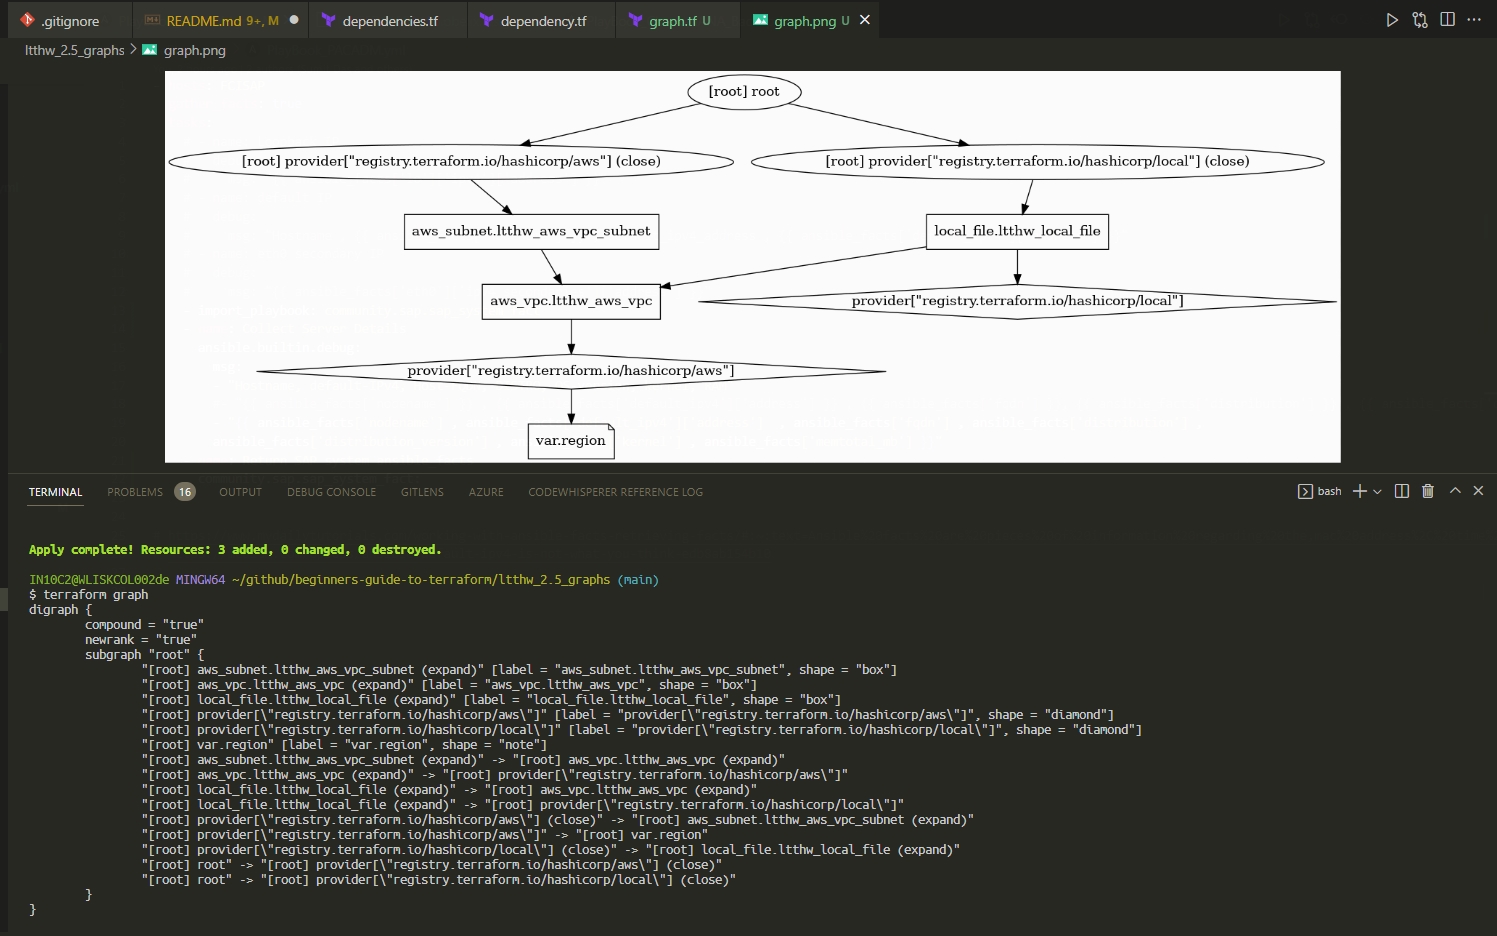 .gitignore
README.md 9+, M
dependencies.tf
dependency.tf
graph.tf U
graph.png U
ltthw_2.5_graphs > graph.png
[root] root
[root] provider["registry.terraform.io/hashicorp/aws"] (close)
[root] provider["registry.terraform.io/hashicorp/local"] (close)
aws_subnet.ltthw_aws_vpc_subnet
local_file.ltthw_local_file
aws_vpc.ltthw_aws_vpc
provider["registry.terraform.io/hashicorp/local"]
provider["registry.terraform.io/hashicorp/aws"]
var.region
TERMINAL
PROBLEMS 16
OUTPUT
DEBUG CONSOLE
GITLENS
AZURE
CODEWHISPERER REFERENCE LOG
bash
Apply complete! Resources: 3 added, 0 changed, 0 destroyed.
IN10C2@WLISKCOL002de MINGW64 ~/github/beginners-guide-to-terraform/ltthw_2.5_graphs (main)
$ terraform graph
digraph {
compound = "true"
newrank = "true"
subgraph "root" {
"[root] aws_subnet.ltthw_aws_vpc_subnet (expand)" [label = "aws_subnet.ltthw_aws_vpc_subnet", shape = "box"]
"[root] aws_vpc.ltthw_aws_vpc (expand)" [label = "aws_vpc.ltthw_aws_vpc", shape = "box"]
"[root] local_file.ltthw_local_file (expand)" [label = "local_file.ltthw_local_file", shape = "box"]
"[root] provider[\"registry.terraform.io/hashicorp/aws\"]" [label = "provider[\"registry.terraform.io/hashicorp/aws\"]", shape = "diamond"]
"[root] provider[\"registry.terraform.io/hashicorp/local\"]" [label = "provider[\"registry.terraform.io/hashicorp/local\"]", shape = "diamond"]
"[root] var.region" [label = "var.region", shape = "note"]
"[root] aws_subnet.ltthw_aws_vpc_subnet (expand)" -> "[root] aws_vpc.ltthw_aws_vpc (expand)"
"[root] aws_vpc.ltthw_aws_vpc (expand)" -> "[root] provider[\"registry.terraform.io/hashicorp/aws\"]"
"[root] local_file.ltthw_local_file (expand)" -> "[root] aws_vpc.ltthw_aws_vpc (expand)"
"[root] local_file.ltthw_local_file (expand)" -> "[root] provider[\"registry.terraform.io/hashicorp/local\"]"
"[root] provider[\"registry.terraform.io/hashicorp/aws\"] (close)" -> "[root] aws_subnet.ltthw_aws_vpc_subnet (expand)"
"[root] provider[\"registry.terraform.io/hashicorp/aws\"]" -> "[root] var.region"
"[root] provider[\"registry.terraform.io/hashicorp/local\"] (close)" -> "[root] local_file.ltthw_local_file (expand)"
"[root] root" -> "[root] provider[\"registry.terraform.io/hashicorp/aws\"] (close)"
"[root] root" -> "[root] provider[\"registry.terraform.io/hashicorp/local\"] (close)"
}
}